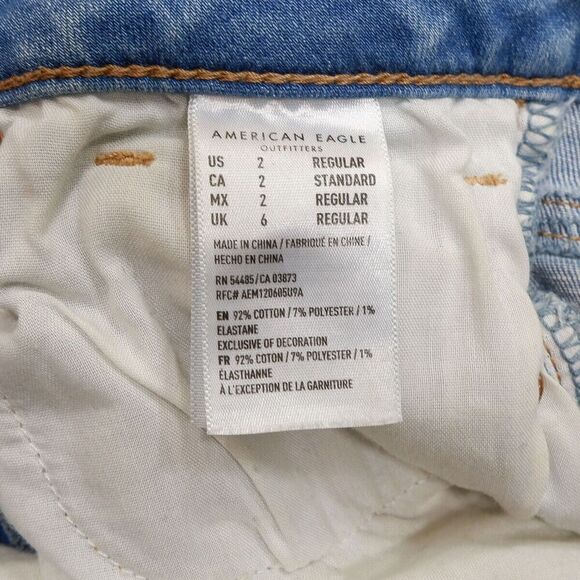 AMERICAN EAGLE
OUTFITTERS
US 2 REGULAR
CA 2 STANDARD
MX 2 REGULAR
UK 6 REGULAR
MADE IN CHINA / FABRIQUÉ EN CHINE /
HECHO EN CHINA
RN 54485/CA 03873
RFC# AEM120605U9A
EN 92% COTTON / 7% POLYESTER / 1%
ELASTANE
EXCLUSIVE OF DECORATION
FR 92% COTON / 7% POLYESTER / 1%
ÉLASTHANNE
À L'EXCEPTION DE LA GARNITURE